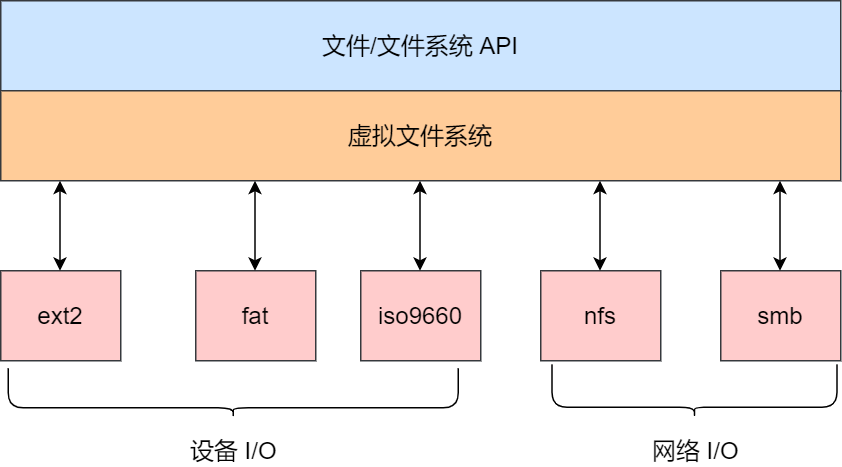 文件/文件系统 API
虚拟文件系统
ext2
fat
iso9660
nfs
smb
设备 I/O
网络 I/O